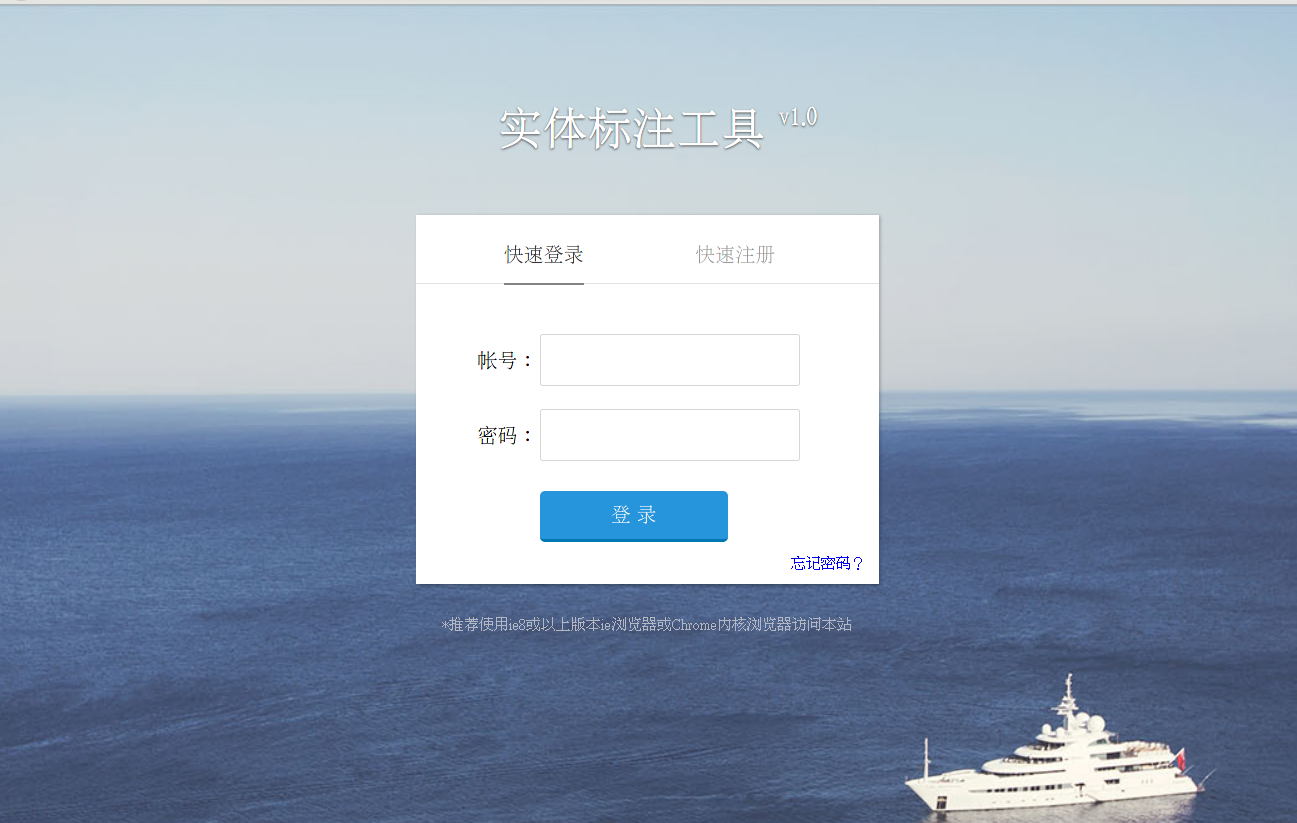 实体标注工具 v1.0
快速登录 快速注册
帐号：
密码：
登 录
忘记密码？
*推荐使用ie8或以上版本ie浏览器或Chrome内核浏览器访问本站